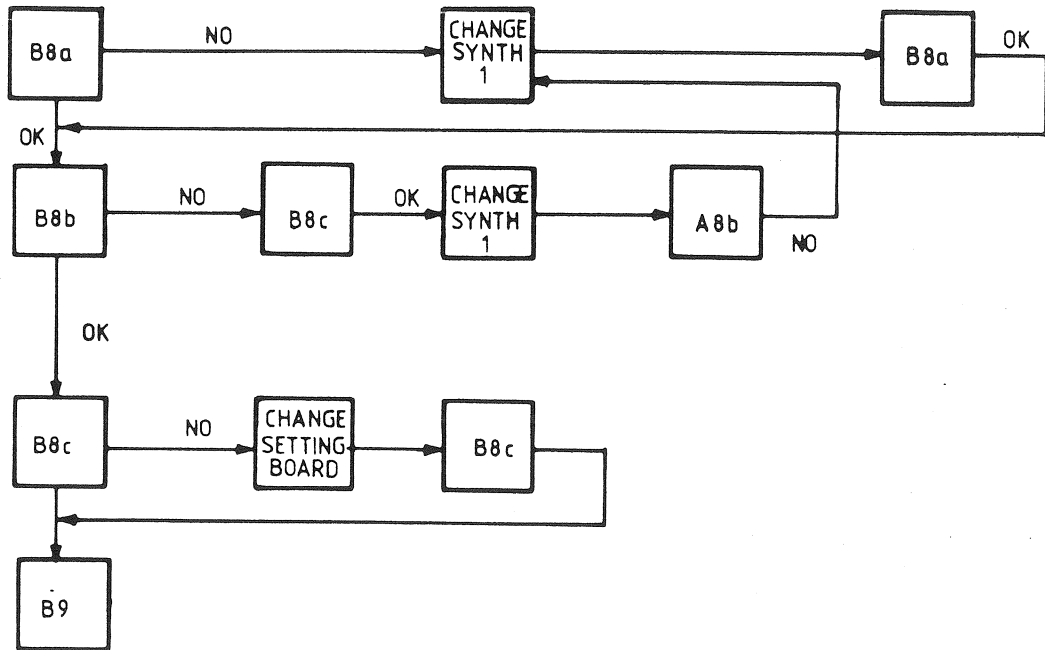 B8a
NO
CHANGE
SYNTH
1
B8a
OK
OK
B8b
NO
B8c
OK
CHANGE
SYNTH
1
A8b
NO
OK
B8c
NO
CHANGE
SETTING
BOARD
B8c
B9